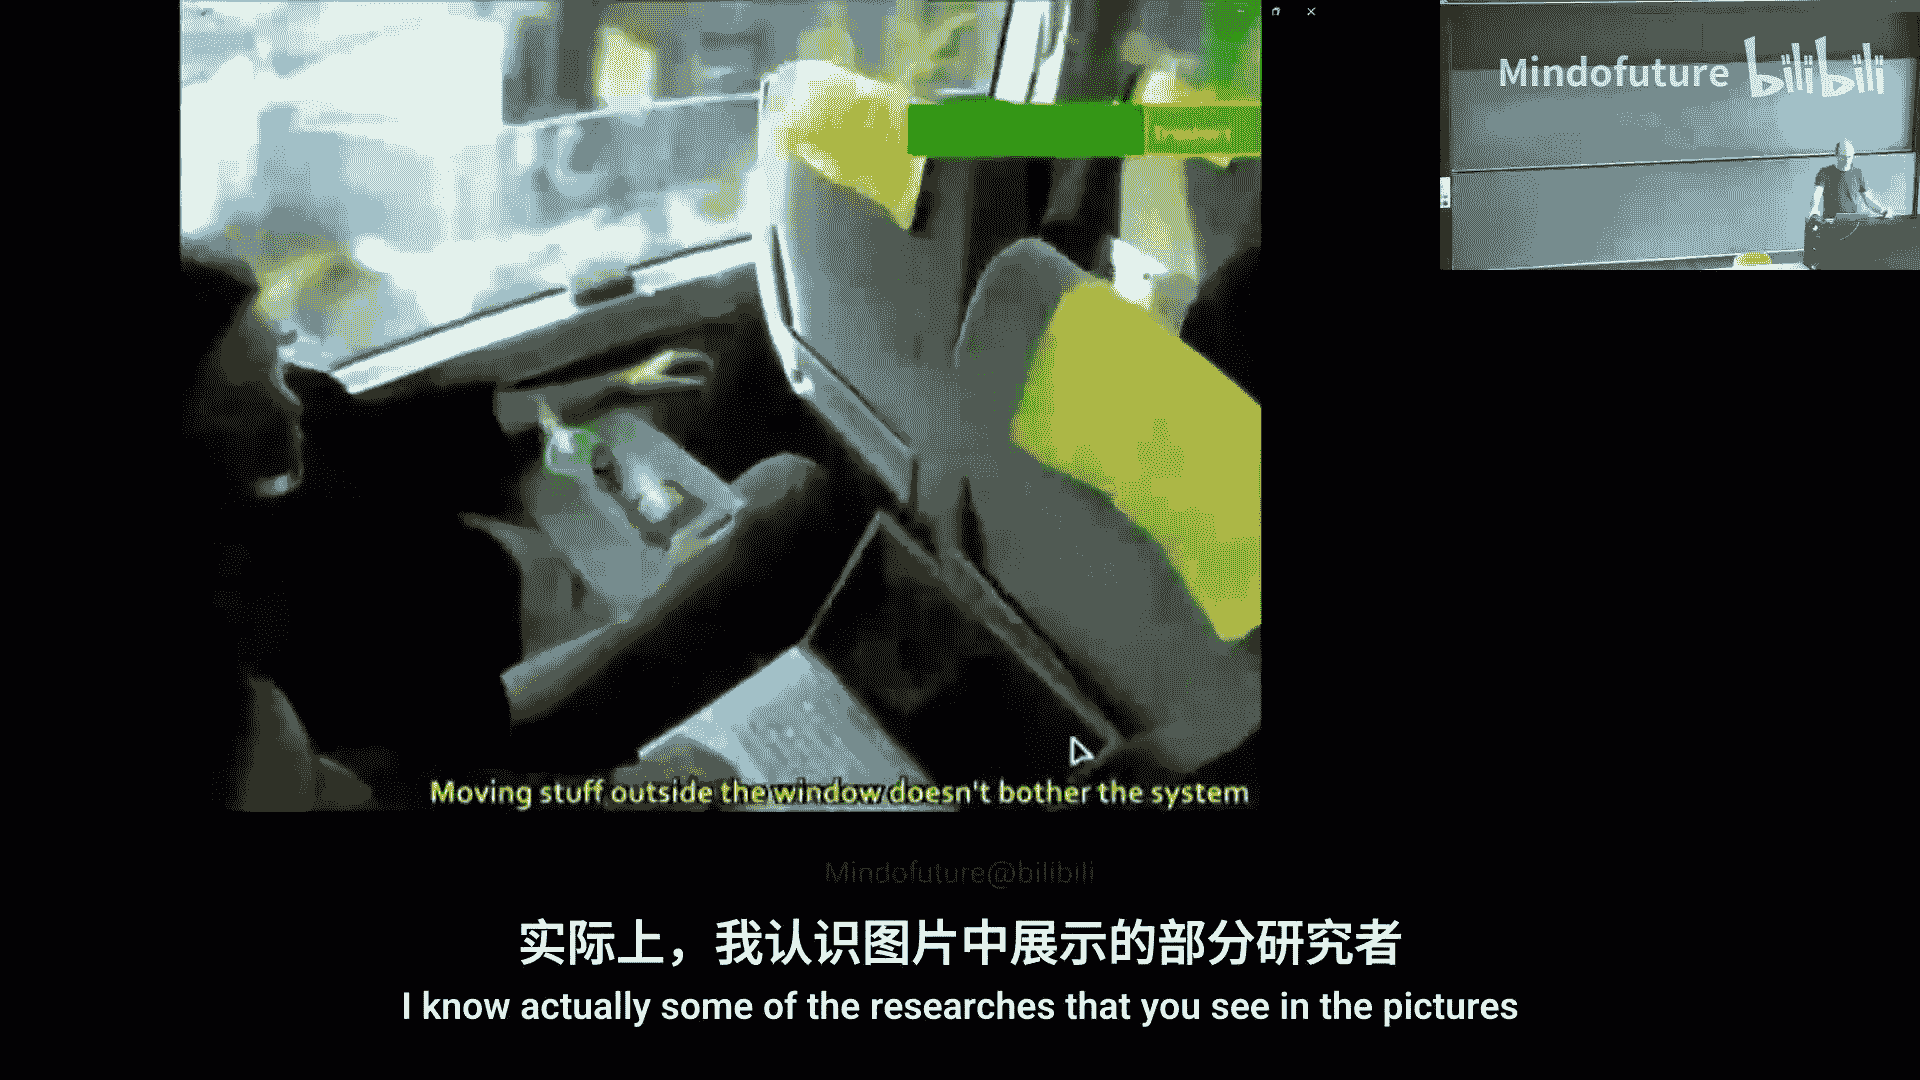 Mindofuture bilibili
Moving stuff outside the window doesn't bother the system
Mindofuture@bilibili
实际上，我认识图片中展示的部分研究者
I know actually some of the researches that you see in the pictures